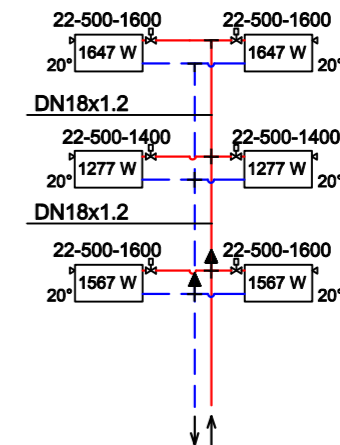 22-500-1600 22-500-1600
1647 W 1647 W
20° 20°
DN18x1.2
22-500-1400 22-500-1400
1277 W 1277 W
20° 20°
DN18x1.2
22-500-1600 22-500-1600
1567 W 1567 W
20° 20°